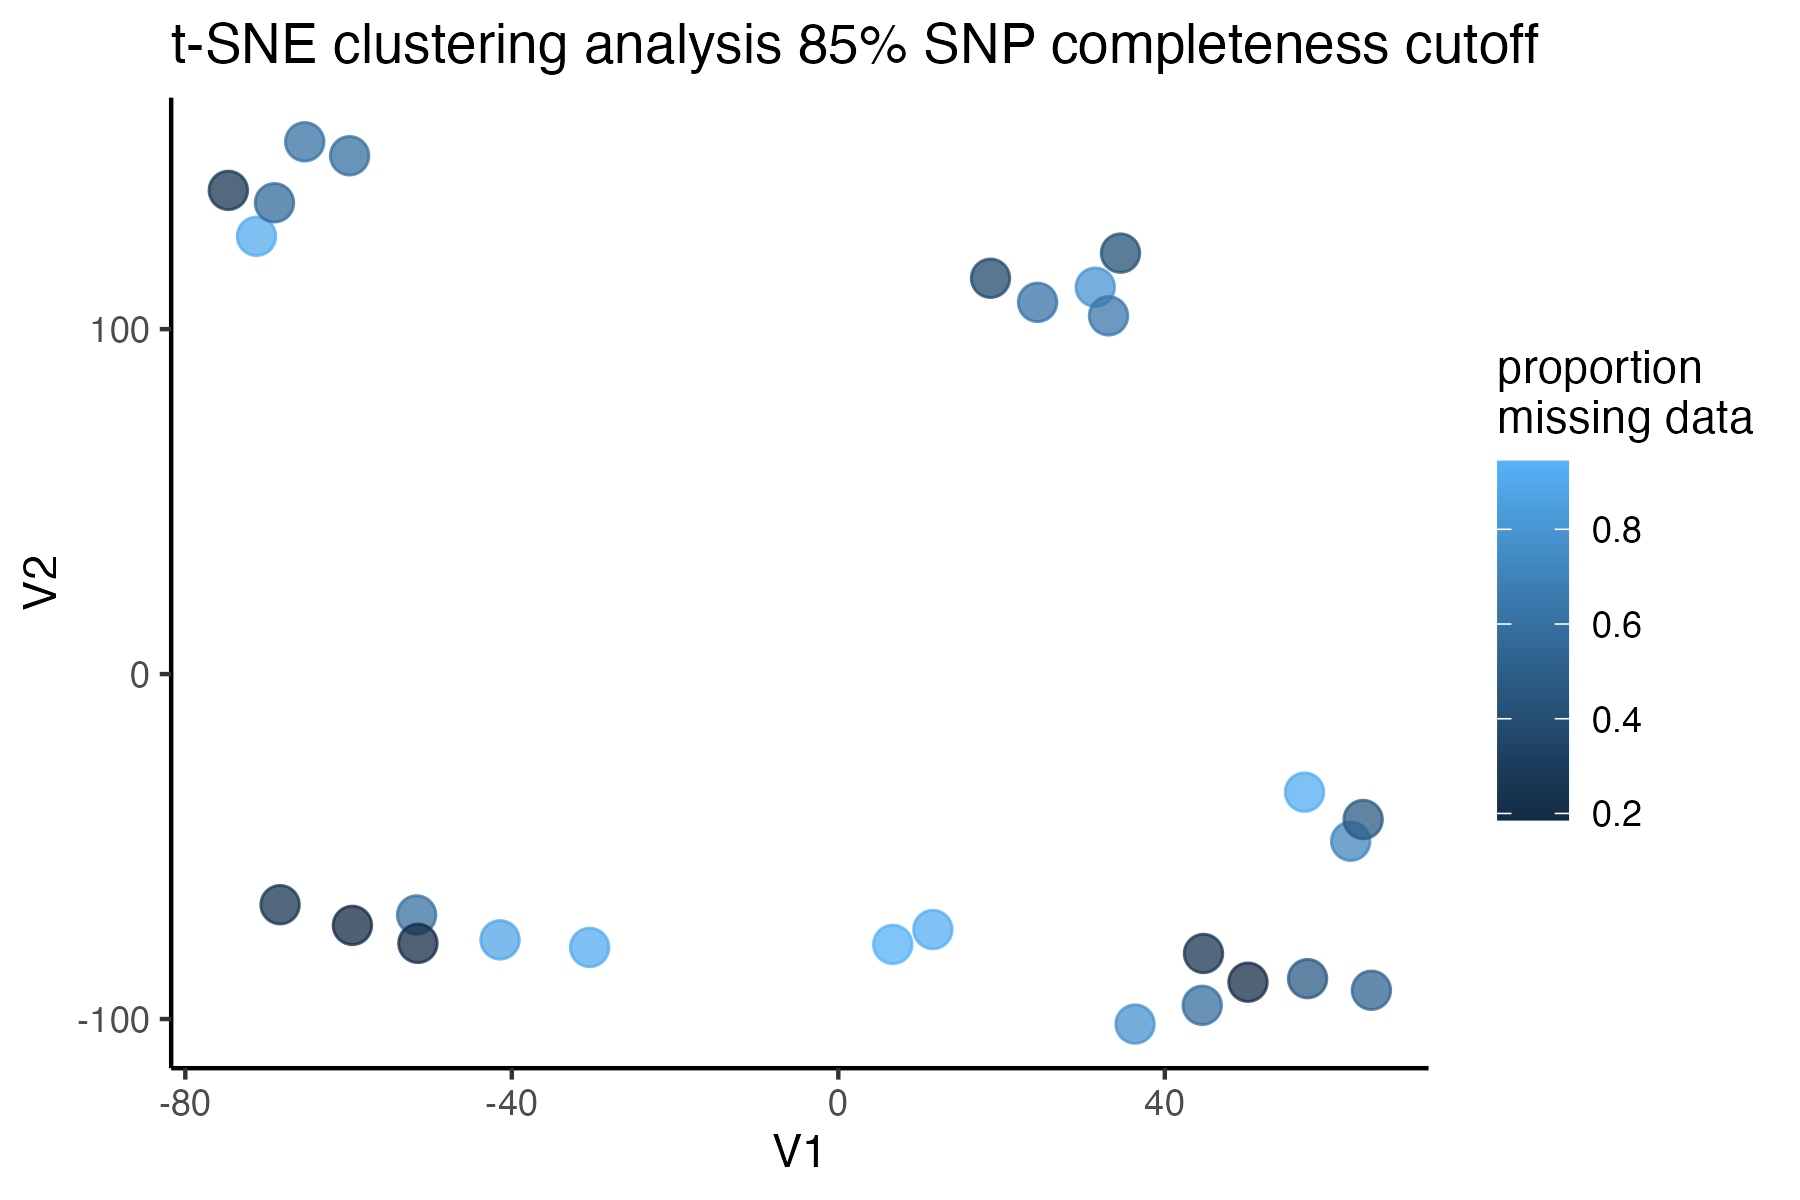 t-SNE clustering analysis 85% SNP completeness cutoff
V2
100
0
-100
-80
-40
0
40
V1
proportion
missing data
0.8
0.6
0.4
0.2